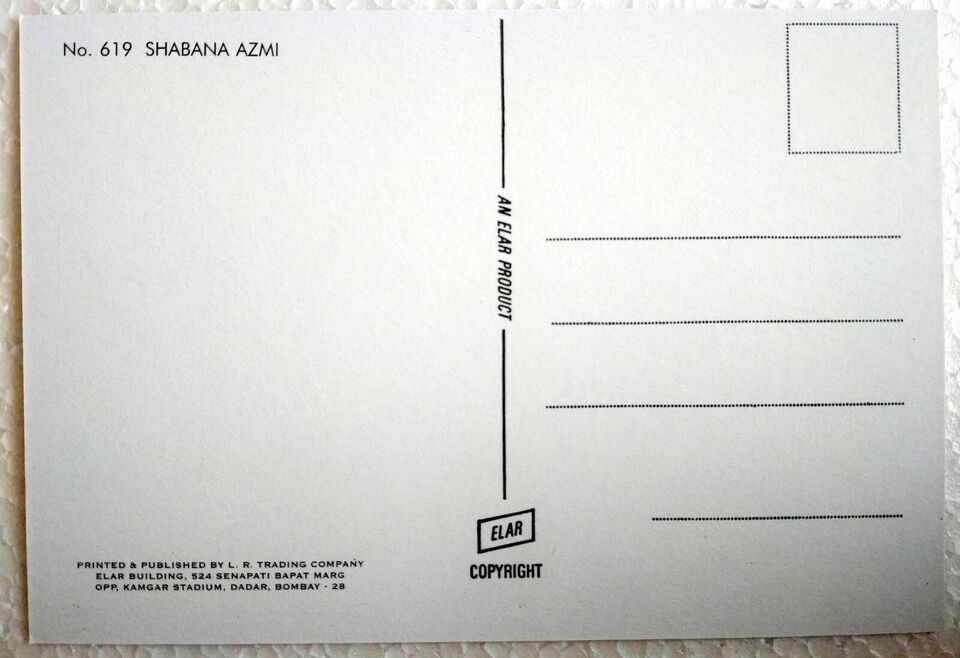 No. 619 SHABANA AZMI
AN ELAR PRODUCT
ELAR
COPYRIGHT
PRINTED & PUBLISHED BY L. R. TRADING COMPANY
ELAR BUILDING, 524 SENAPATI BAPAT MARG
OPP, KAMGAR STADIUM, DADAR, BOMBAY - 28